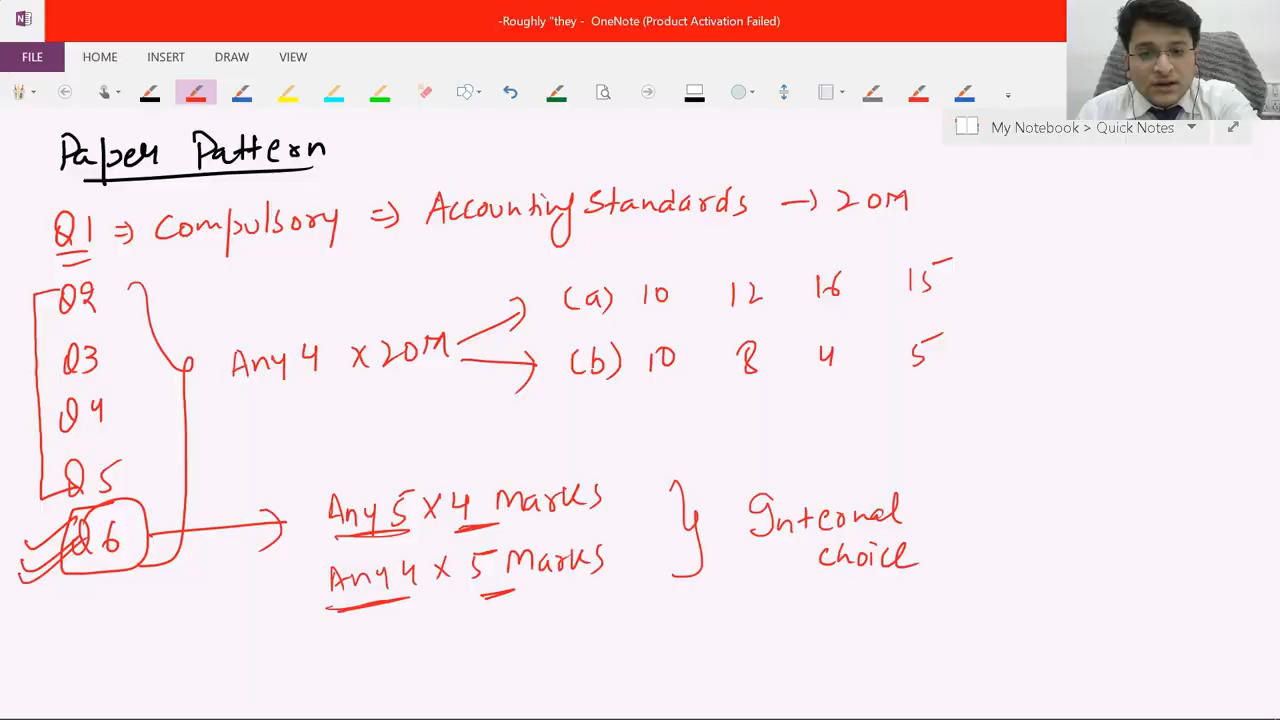 -Roughly "they - OneNote (Product Activation Failed)
FILE HOME INSERT DRAW VIEW
My Notebook > Quick Notes
Paper Pattern
Q1 ⇒ Compulsory ⇒ Accounting Standards → 20M
Q2
Q3
Q4
Q5
Q6
Any 4 x 20M
(a) 10 12 16 15
(b) 10 8 4 5
Any 5 x 4 Marks
Any 4 x 5 Marks
Internal
choice